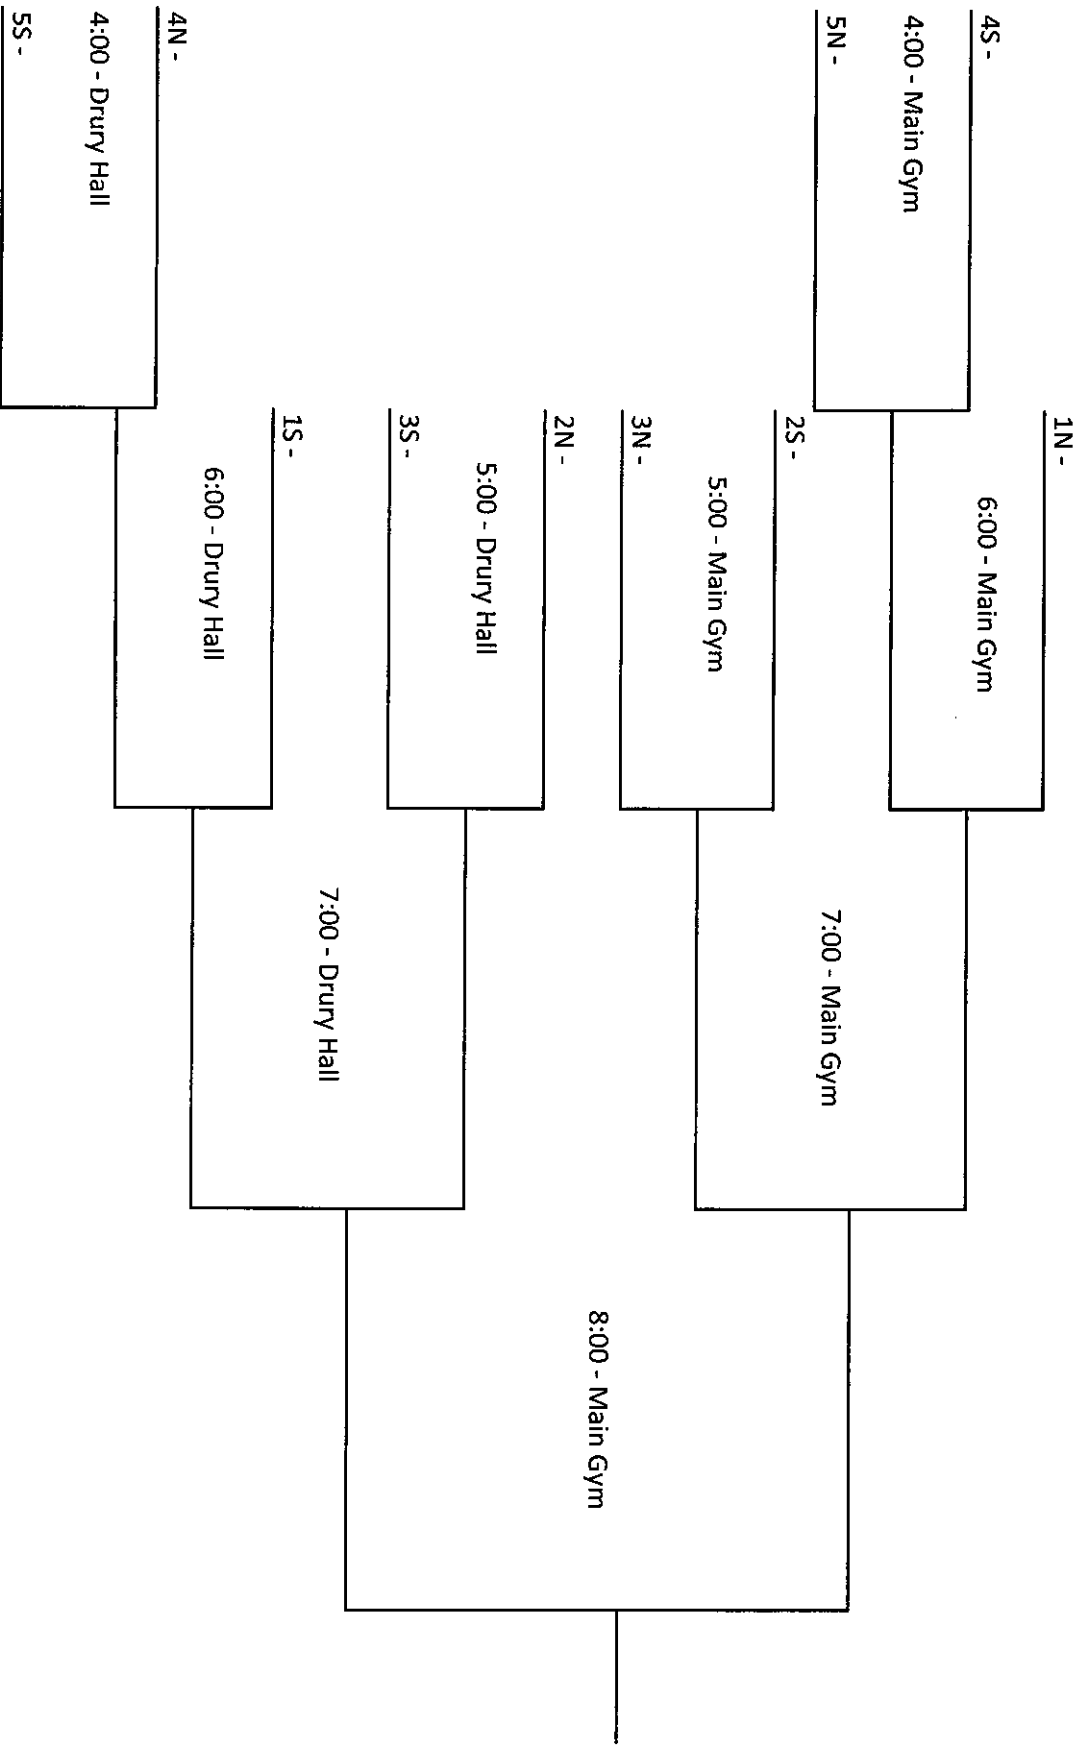 1N -
6:00 - Main Gym
4S -
4:00 - Main Gym
5N -
7:00 - Main Gym
2S -
5:00 - Main Gym
3N -
8:00 - Main Gym
2N -
5:00 - Drury Hall
3S -
7:00 - Drury Hall
1S -
6:00 - Drury Hall
4N -
4:00 - Drury Hall
5S -